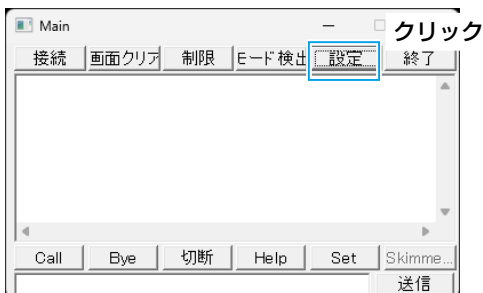 Main
クリック
接続 画面クリア 制限 Eード検出 設定 終了
Call Bye 切断 Help Set Skimme...
送信